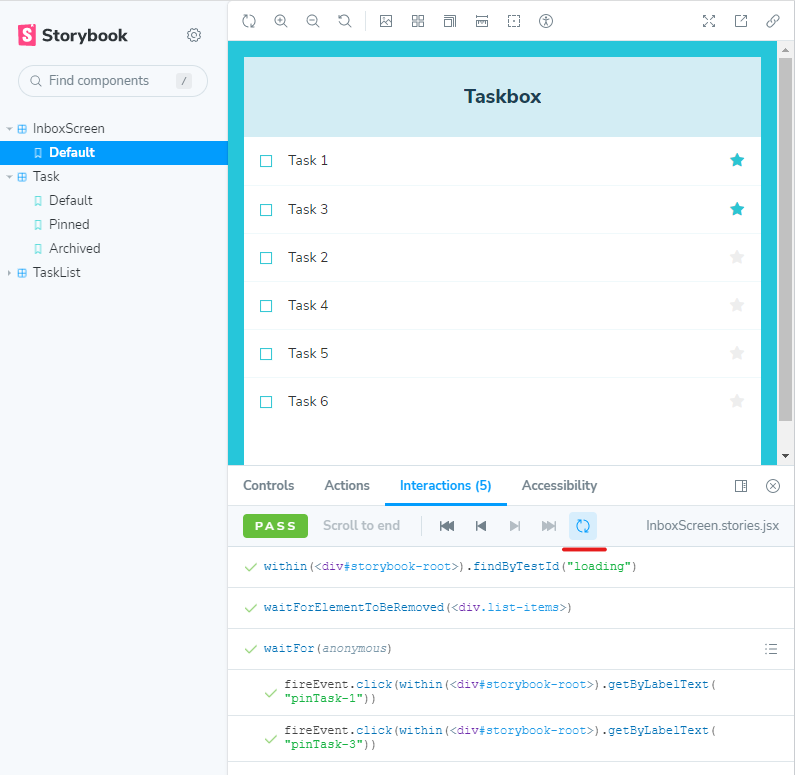 Storybook
Find components /
InboxScreen
Default
Task
Default
Pinned
Archived
TaskList
Taskbox
Task 1
Task 3
Task 2
Task 4
Task 5
Task 6
Controls Actions Interactions (5) Accessibility
PASS Scroll to end InboxScreen.stories.jsx
within(<div#storybook-root>).findByTestId("loading")
waitForElementToBeRemoved(<div.list-items>)
waitFor(anonymous)
fireEvent.click(within(<div#storybook-root>).getByLabelText(
"pinTask-1"))
fireEvent.click(within(<div#storybook-root>).getByLabelText(
"pinTask-3"))